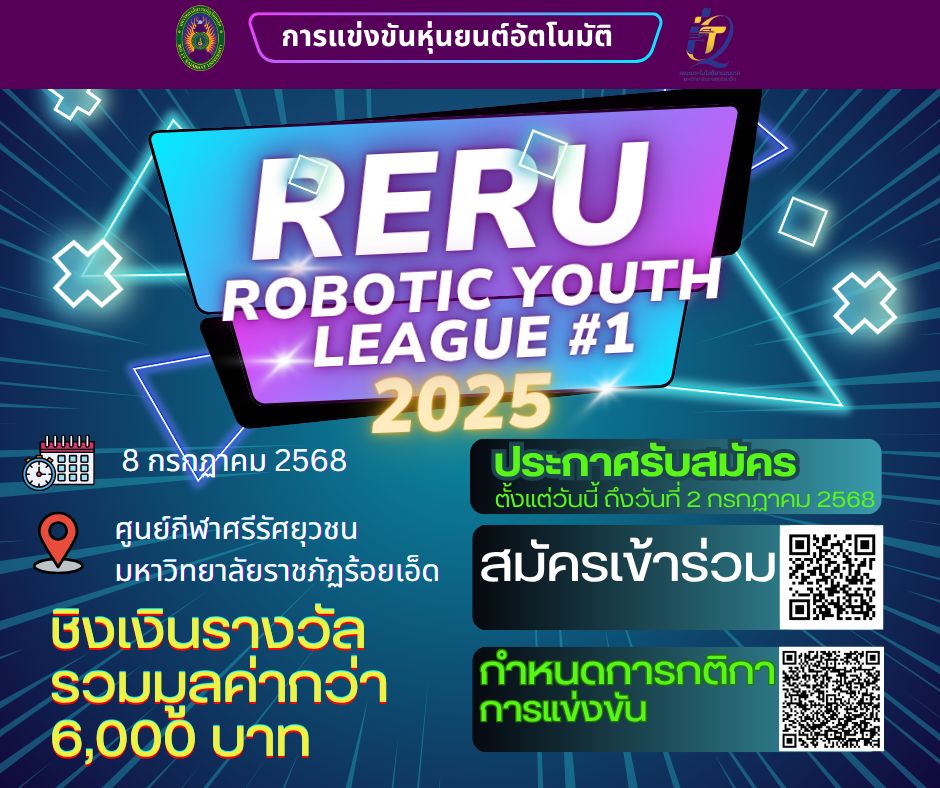 การแข่งขันหุ่นยนต์อัตโนมัติ
RERU
ROBOTIC YOUTH
LEAGUE #1
2025
8 กรกฎาคม 2568
ศูนย์กีฬาศรีรัศยุวชน
มหาวิทยาลัยราชภัฏร้อยเอ็ด
ชิงเงินรางวัล
รวมมูลค่ากว่า
6,000 บาท
ประกาศรับสมัคร
ตั้งแต่วันนี้ ถึงวันที่ 2 กรกฎาคม 2568
สมัครเข้าร่วม
กำหนดการกติกา
การแข่งขัน